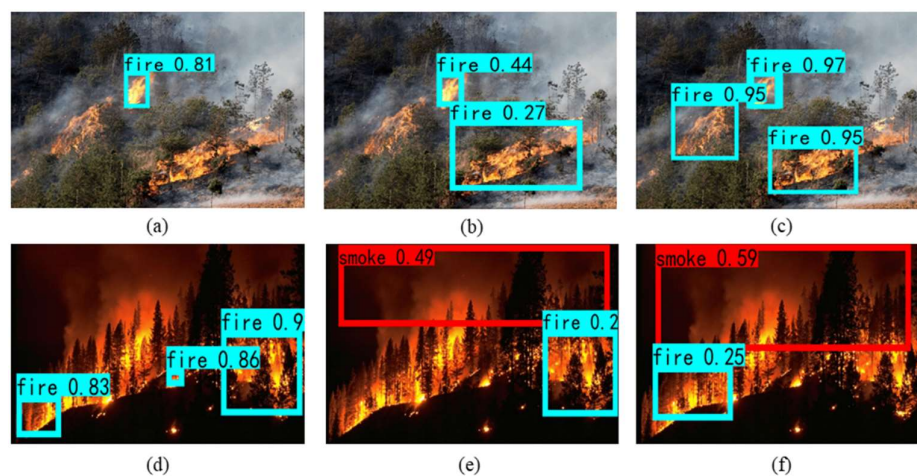 fire 0.81
fire 0.44
fire 0.27
fire 0.97
fire 0.95
fire 0.95
(a)
(b)
(c)
fire 0.9
fire 0.86
fire 0.83
smoke 0.49
fire 0.2
smoke 0.59
fire 0.25
(d)
(e)
(f)